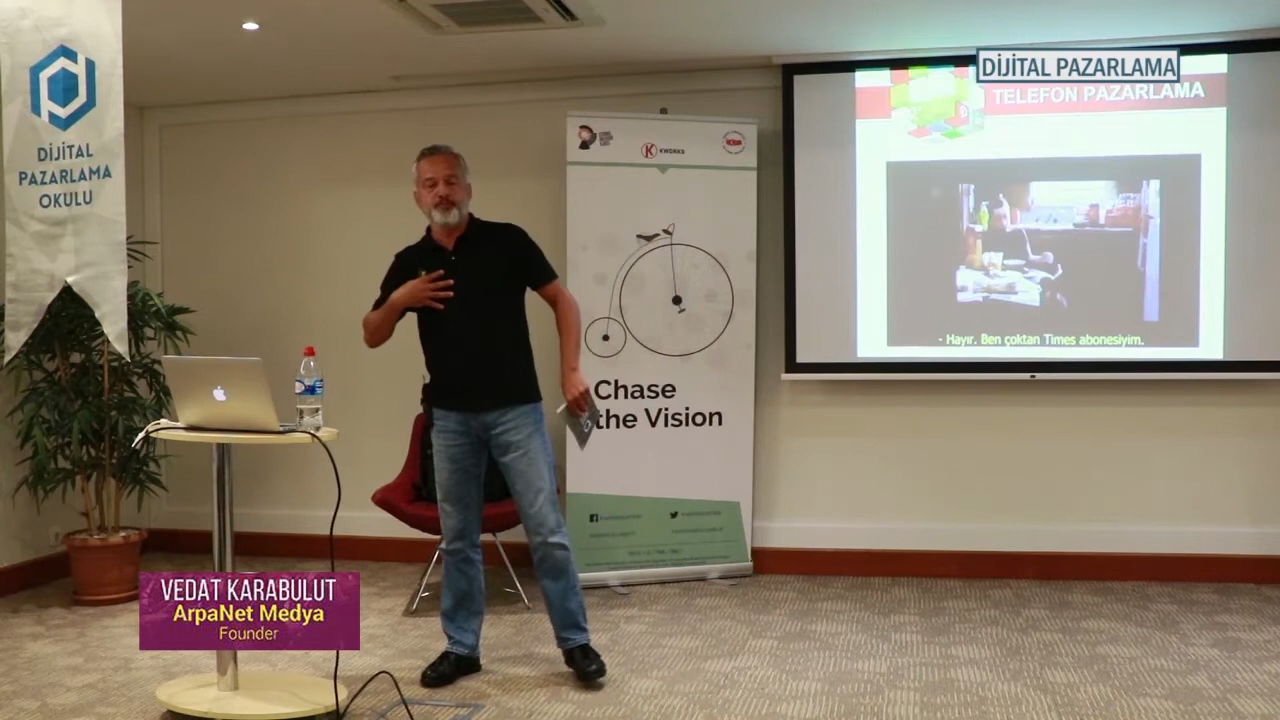 DİJİTAL
PAZARLAMA
OKULU
KWORKS
Chase
the Vision
DİJİTAL PAZARLAMA
TELEFON PAZARLAMA
- Hayır. Ben çoktan Times abonesiyim.
VEDAT KARABULUT
ArpaNet Medya
Founder